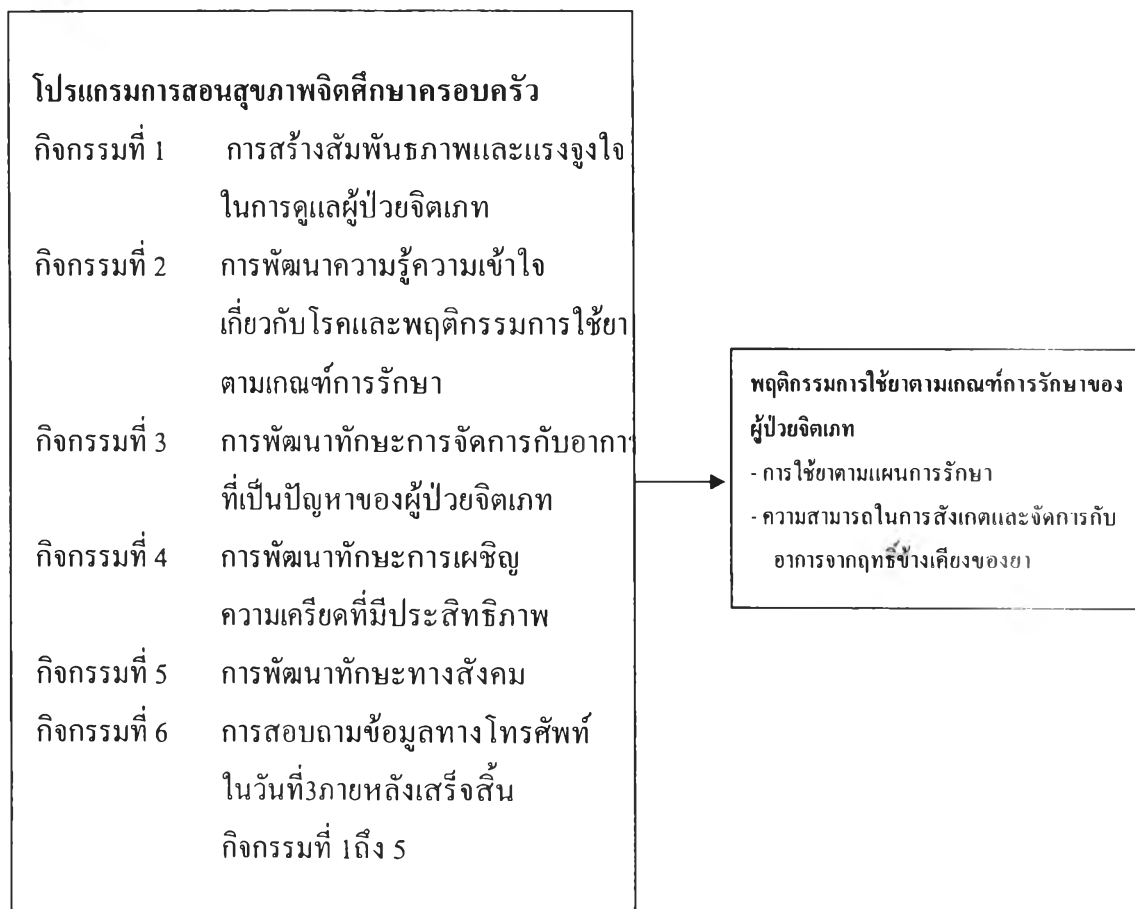 โปรแกรมการสอนสุขภาพจิตศึกษาครอบครัว
กิจกรรมที่ 1 การสร้างสัมพันธภาพและแรงจูงใจ
ในการดูแลผู้ป่วยจิตเภท
กิจกรรมที่ 2 การพัฒนาความรู้ความเข้าใจ
เกี่ยวกับโรคและพฤติกรรมการใช้ยา
ตามเกณฑ์การรักษา
กิจกรรมที่ 3 การพัฒนาทักษะการจัดการกับอาการ
ที่เป็นปัญหาของผู้ป่วยจิตเภท
กิจกรรมที่ 4 การพัฒนาทักษะการเผชิญ
ความเครียดที่มีประสิทธิภาพ
กิจกรรมที่ 5 การพัฒนาทักษะทางสังคม
กิจกรรมที่ 6 การสอบถามข้อมูลทางโทรศัพท์
ในวันที่3ภายหลังเสร็จสิ้น
กิจกรรมที่ 1ถึง 5
พฤติกรรมการใช้ยาตามเกณฑ์การรักษาของ
ผู้ป่วยจิตเภท
- การใช้ยาตามแผนการรักษา
- ความสามารถในการสังเกตและจัดการกับ
อาการจากฤทธิ์ข้างเคียงของยา